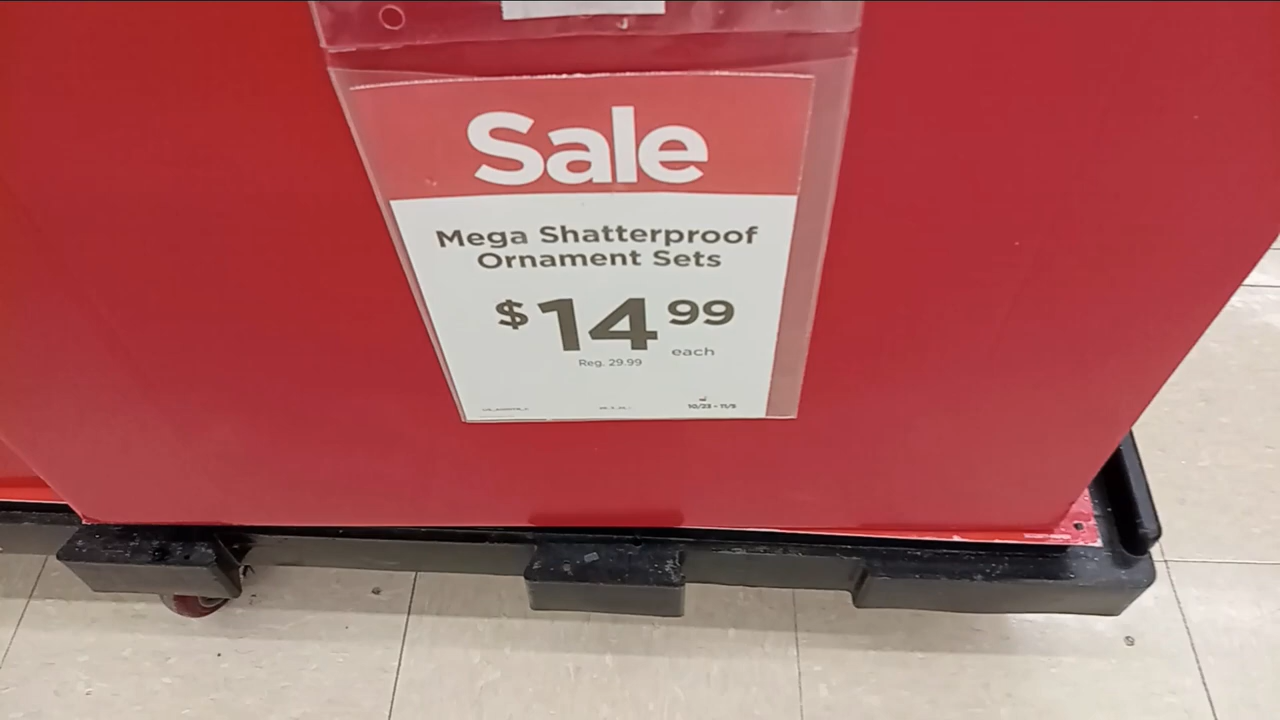 Sale
Mega Shatterproof
Ornament Sets
$14 99
each
Reg. 29.99
10/23 - 11/5